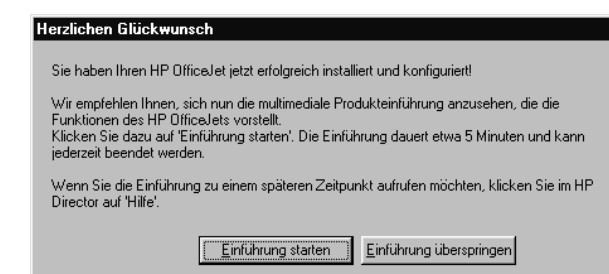 Herzlichen Glückwunsch
Sie haben Ihren HP OfficeJet jetzt erfolgreich installiert und konfiguriert!
Wir empfehlen Ihnen, sich nun die multimediale Produkteinführung anzusehen, die die
Funktionen des HP OfficeJets vorstellt.
Klicken Sie dazu auf 'Einführung starten'. Die Einführung dauert etwa 5 Minuten und kann
jederzeit beendet werden.
Wenn Sie die Einführung zu einem späteren Zeitpunkt aufrufen möchten, klicken Sie im HP
Director auf 'Hilfe'.
Einführung starten
Einführung überspringen